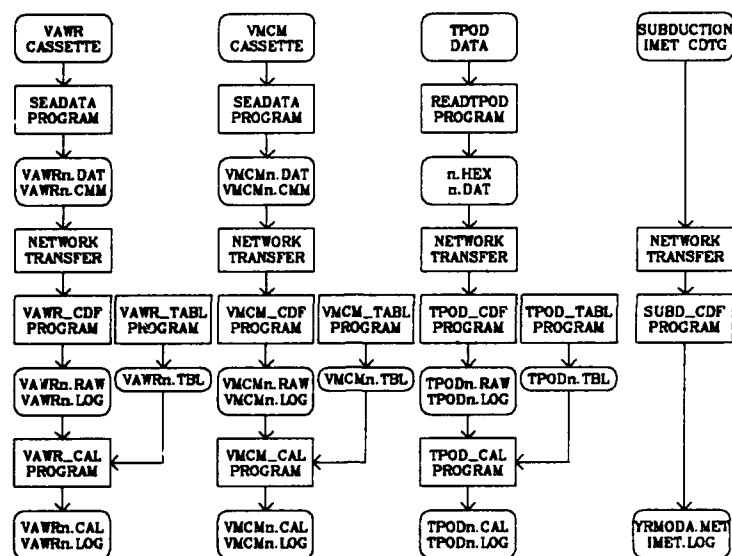 VAWR
CASSETTE
VMCM
CASSETTE
TPOD
DATA
SUBDUCTION
IMET CDTG
SEADATA
PROGRAM
SEADATA
PROGRAM
READTPOD
PROGRAM
VAWRn.DAT
VAWRn.CMM
VMCMn.DAT
VMCMn.CMM
n.HEX
n.DAT
NETWORK
TRANSFER
NETWORK
TRANSFER
NETWORK
TRANSFER
NETWORK
TRANSFER
VAWR_CDF
PROGRAM
VAWR_TABL
PROGRAM
VMCM_CDF
PROGRAM
VMCM_TABL
PROGRAM
TPOD_CDF
PROGRAM
TPOD_TABL
PROGRAM
SUBD_CDF
PROGRAM
VAWRn.RAW
VAWRn.LOG
VAWRn.TBL
VMCMn.RAW
VMCMn.LOG
VMCMn.TBL
TPODn.RAW
TPODn.LOG
TPODn.TBL
VAWR_CAL
PROGRAM
VMCM_CAL
PROGRAM
TPOD_CAL
PROGRAM
VAWRn.CAL
VAWRn.LOG
VMCMn.CAL
VMCMn.LOG
TPODn.CAL
TPODn.LOG
YRMODA.MET
IMET.LOG